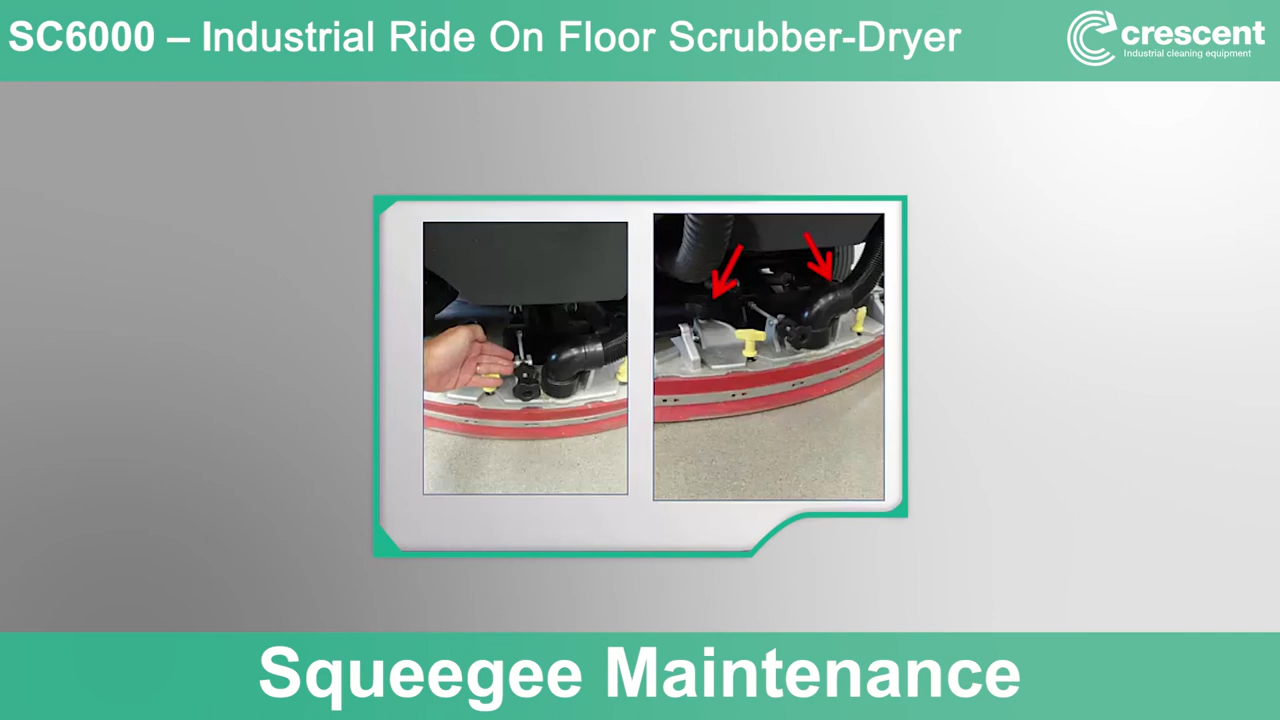 SC6000 – Industrial Ride On Floor Scrubber-Dryer
crescent
Industrial cleaning equipment
Squeegee Maintenance